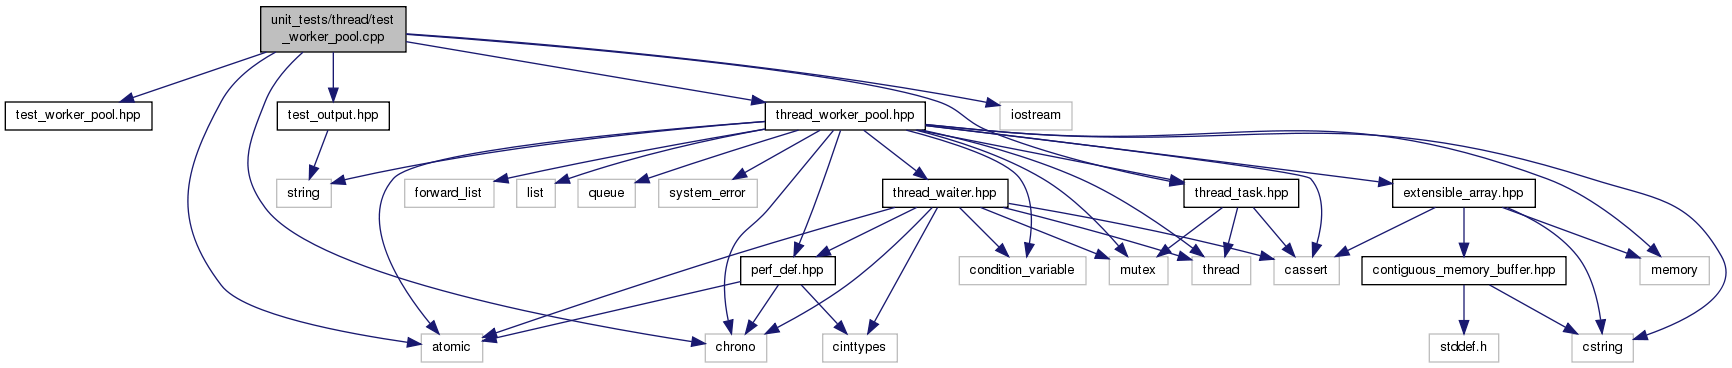 unit_tests/thread/test
_worker_pool.cpp
test_worker_pool.hpp
test_output.hpp
thread_worker_pool.hpp
iostream
string
forward_list
list
queue
system_error
thread_waiter.hpp
thread_task.hpp
extensible_array.hpp
perf_def.hpp
condition_variable
mutex
thread
cassert
contiguous_memory_buffer.hpp
memory
atomic
chrono
cinttypes
stddef.h
cstring